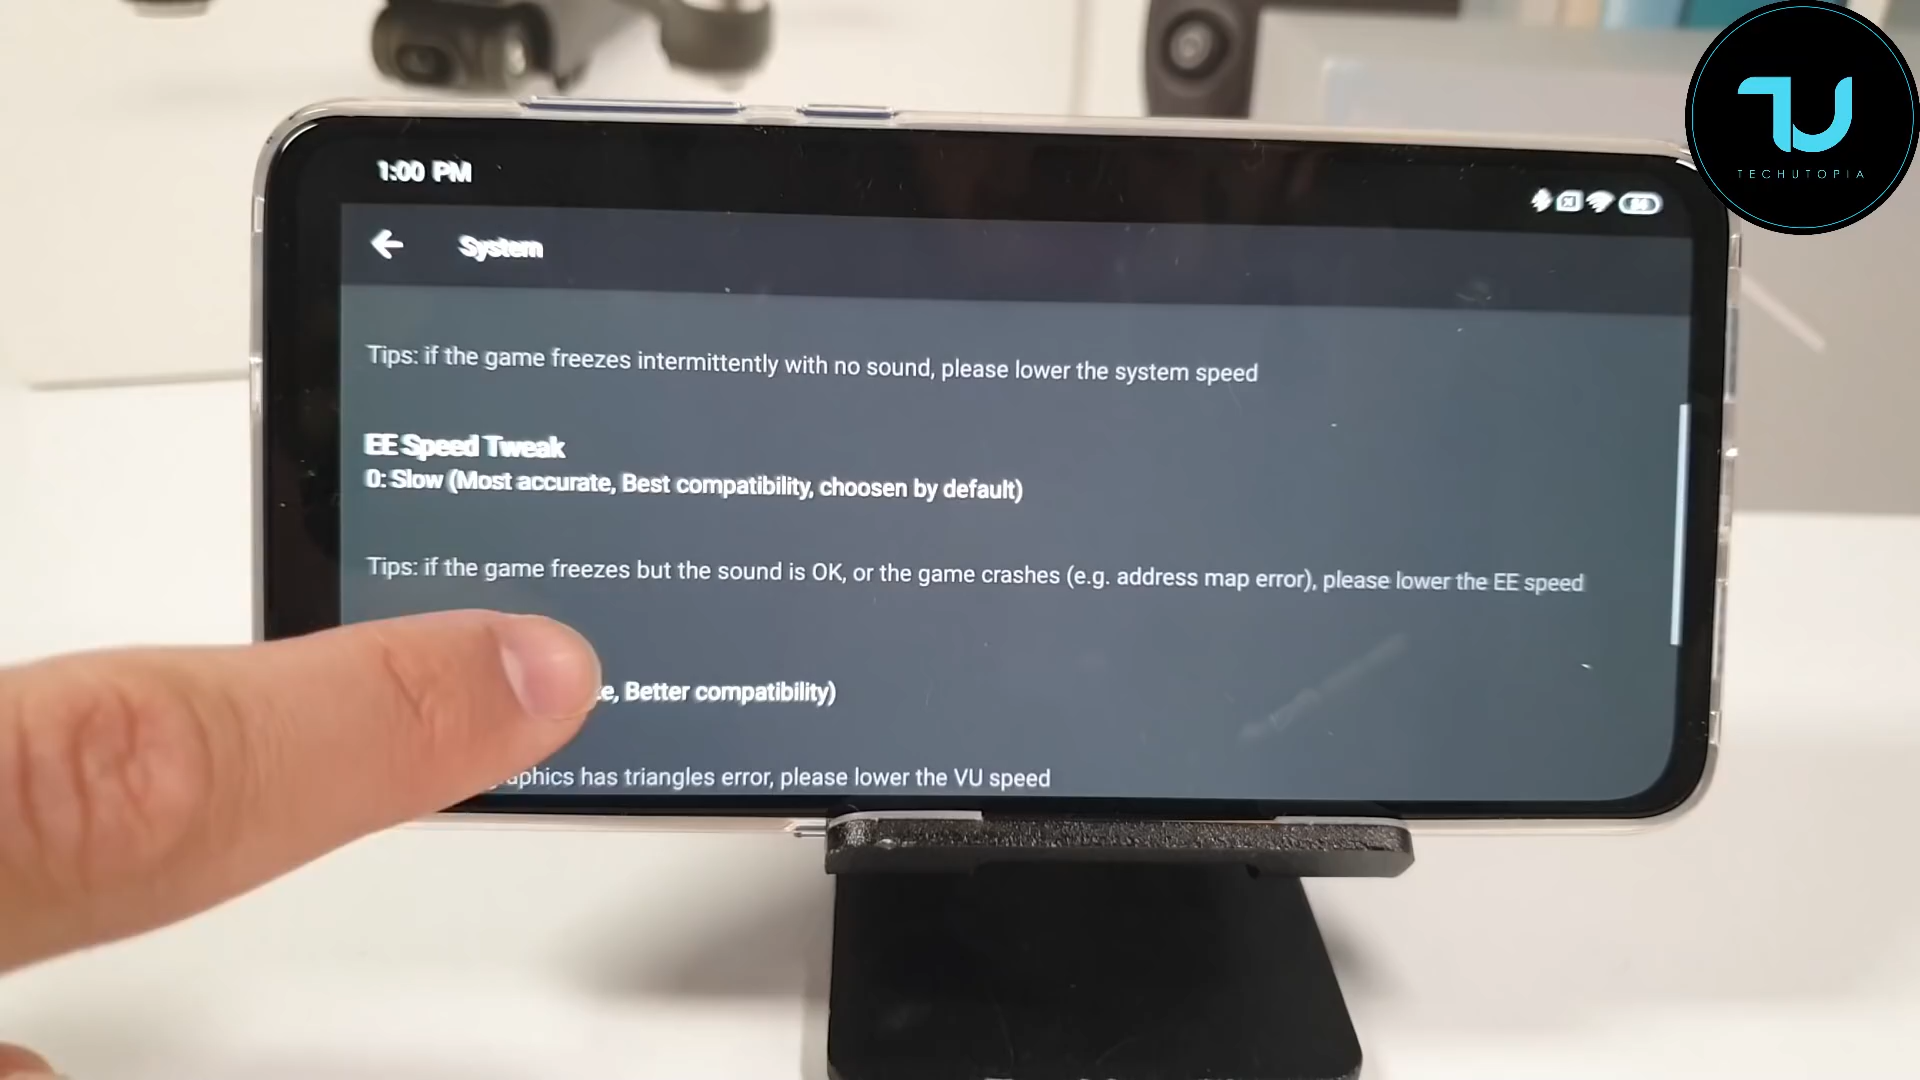 TU
TECHUTOPIA
1:00 PM
System
Tips: if the game freezes intermittently with no sound, please lower the system speed
EE Speed Tweak
0: Slow (Most accurate, Best compatibility, choosen by default)
Tips: if the game freezes but the sound is OK, or the game crashes (e.g. address map error), please lower the EE speed
Better compatibility)
has triangles error, please lower the VU speed